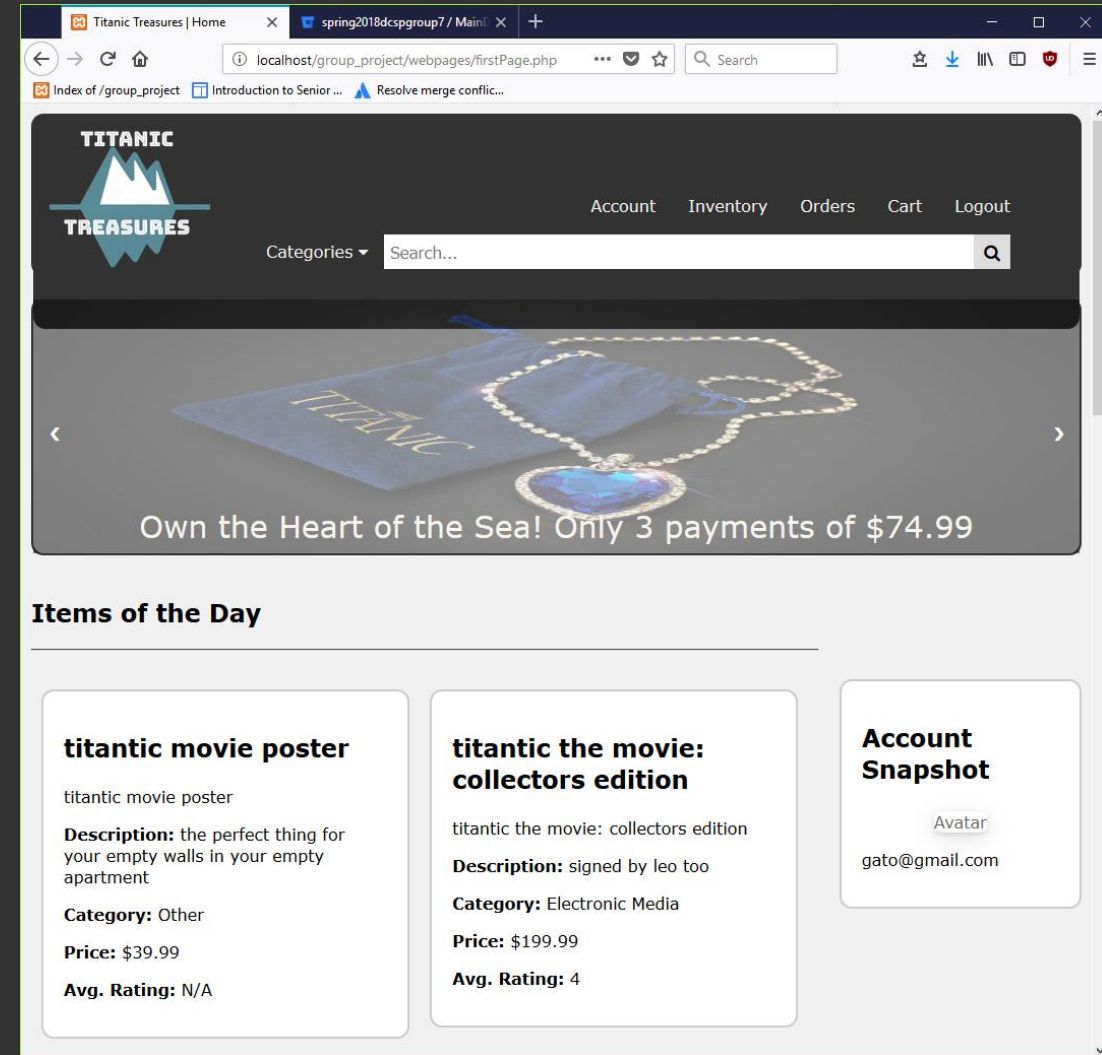 Titanic Treasures | Home
spring2018dcspgroup7 / MainD
localhost/group_project/webpages/firstPage.php
Search
Index of /group_project
Introduction to Senior ...
Resolve merge conflic...
TITANIC
TREASURES
Account
Inventory
Orders
Cart
Logout
Categories
Search...
TITANIC
Own the Heart of the Sea! Only 3 payments of $74.99
Items of the Day
titantic movie poster
titantic movie poster
Description: the perfect thing for
your empty walls in your empty
apartment
Category: Other
Price: $39.99
Avg. Rating: N/A
titantic the movie:
collectors edition
titantic the movie: collectors edition
Description: signed by leo too
Category: Electronic Media
Price: $199.99
Avg. Rating: 4
Account
Snapshot
Avatar
gato@gmail.com